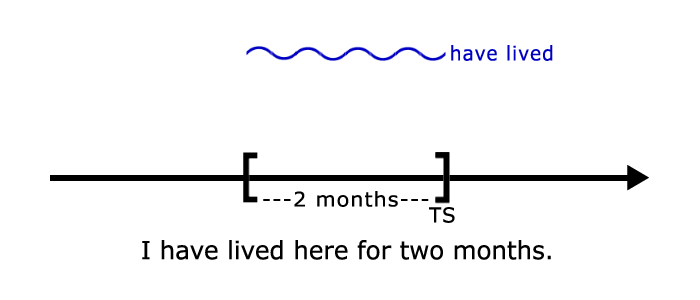 have lived
---2 months---
TS
I have lived here for two months.